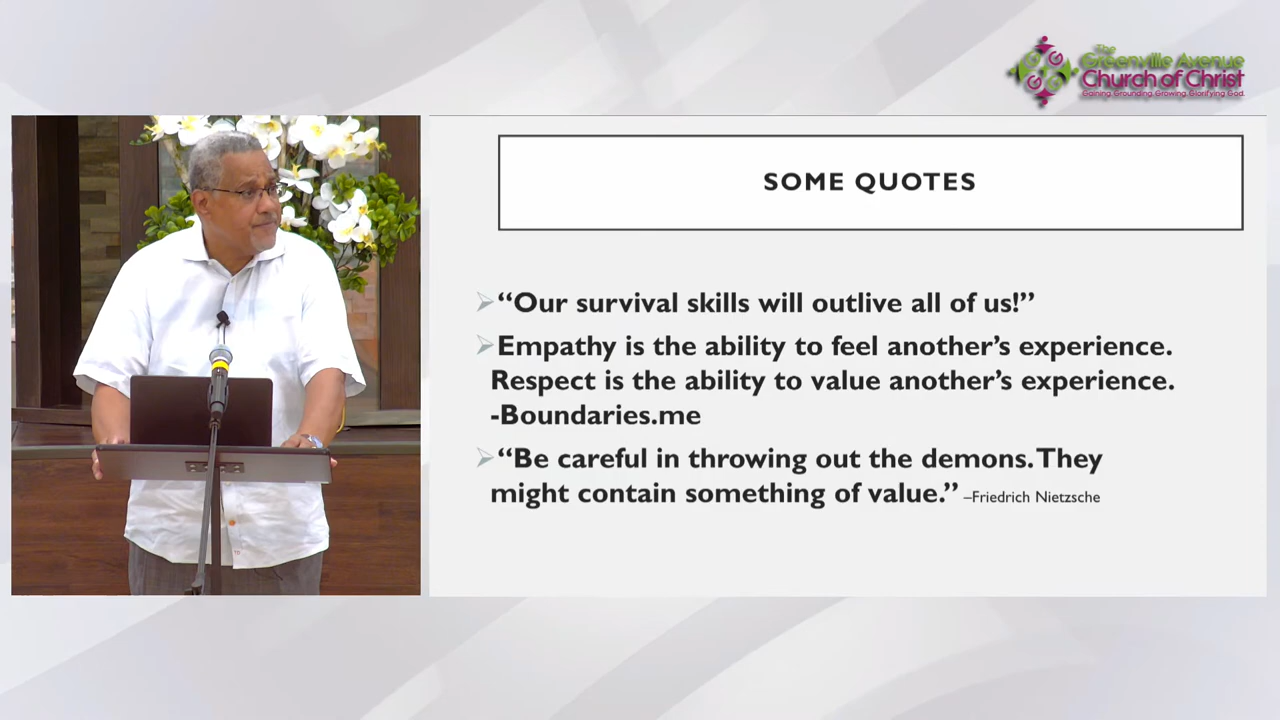 The
Greenville Avenue
Church of Christ
Gaining. Grounding. Growing. Glorifying God.
SOME QUOTES
“Our survival skills will outlive all of us!”
Empathy is the ability to feel another’s experience.
Respect is the ability to value another’s experience.
-Boundaries.me
“Be careful in throwing out the demons. They
might contain something of value.” –Friedrich Nietzsche